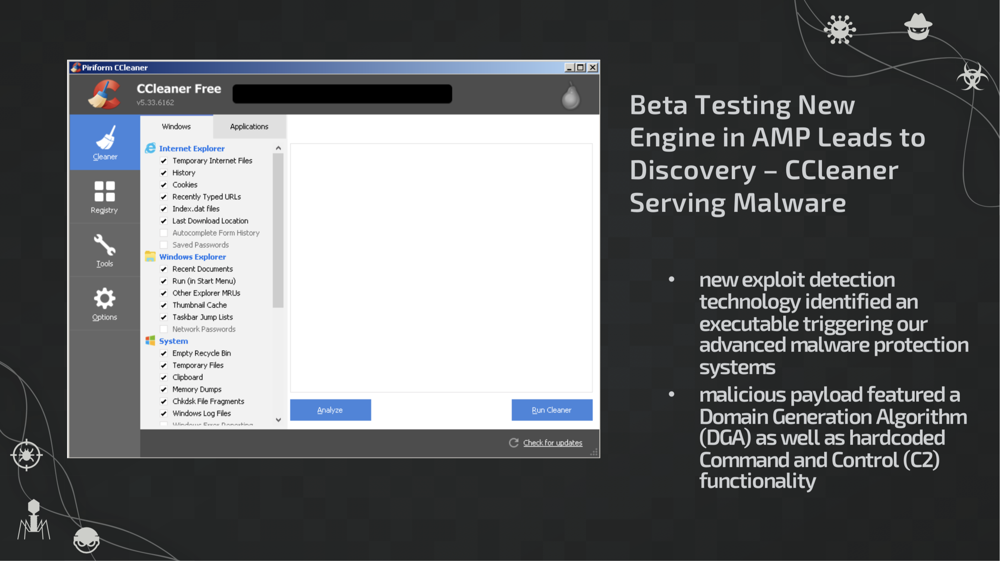 Piriform CCleaner
CCleaner Free
v5.33.6162
Cleaner
Registry
Tools
Options
Windows
Applications
Internet Explorer
Temporary Internet Files
History
Cookies
Recently Typed URLs
Index.dat files
Last Download Location
Autocomplete Form History
Saved Passwords
Windows Explorer
Recent Documents
Run (in Start Menu)
Other Explorer MRUs
Thumbnail Cache
Taskbar Jump Lists
Network Passwords
System
Empty Recycle Bin
Temporary Files
Clipboard
Memory Dumps
Chkdsk File Fragments
Windows Log Files
Windows Error Reporting
Analyze
Run Cleaner
Check for updates
Beta Testing New
Engine in AMP Leads to
Discovery – CCleaner
Serving Malware
• new exploit detection
technology identified an
executable triggering our
advanced malware protection
systems
• malicious payload featured a
Domain Generation Algorithm
(DGA) as well as hardcoded
Command and Control (C2)
functionality